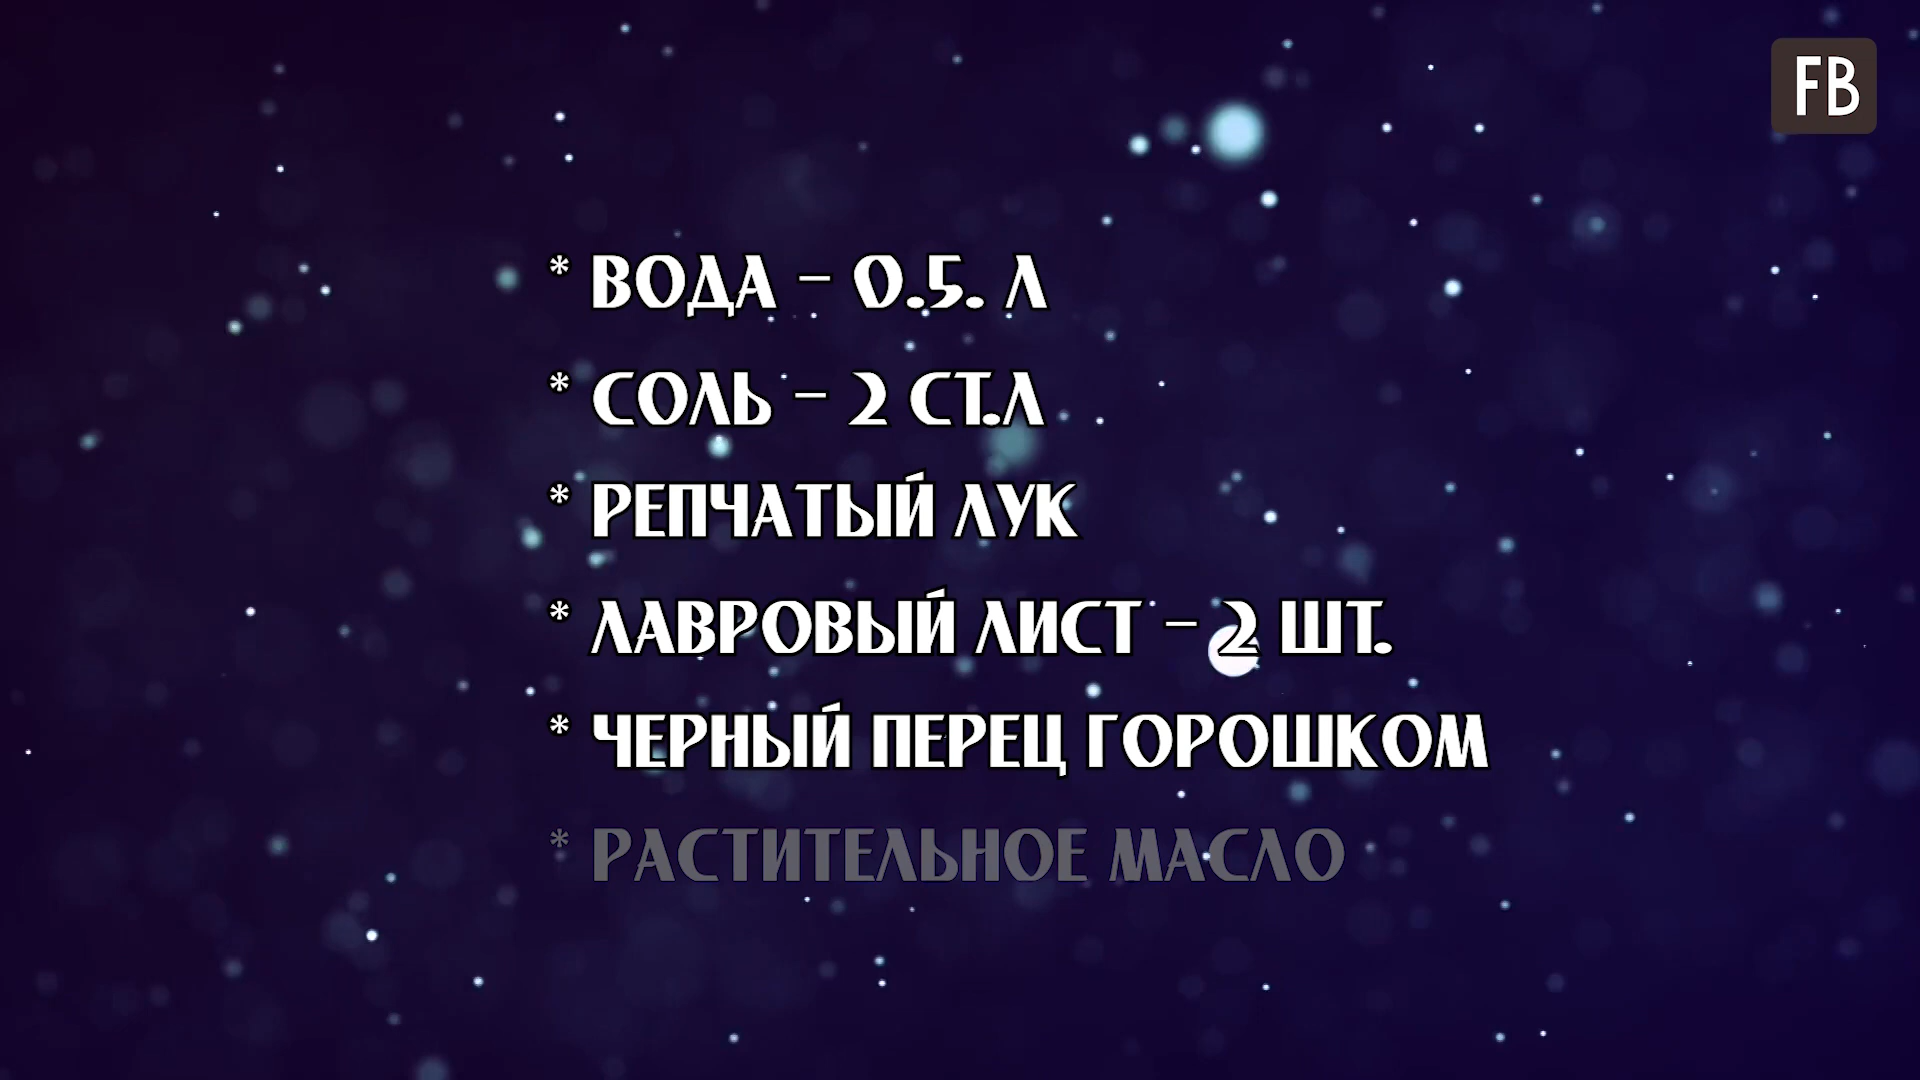 FB
* ВОДА – 0.5. Л
* СОЛЬ – 2 СТ.Л
* РЕПЧАТЫЙ ЛУК
* ЛАВРОВЫЙ ЛИСТ – 2 ШТ.
* ЧЕРНЫЙ ПЕРЕЦ ГОРОШКОМ
* РАСТИТЕЛЬНОЕ МАСЛО